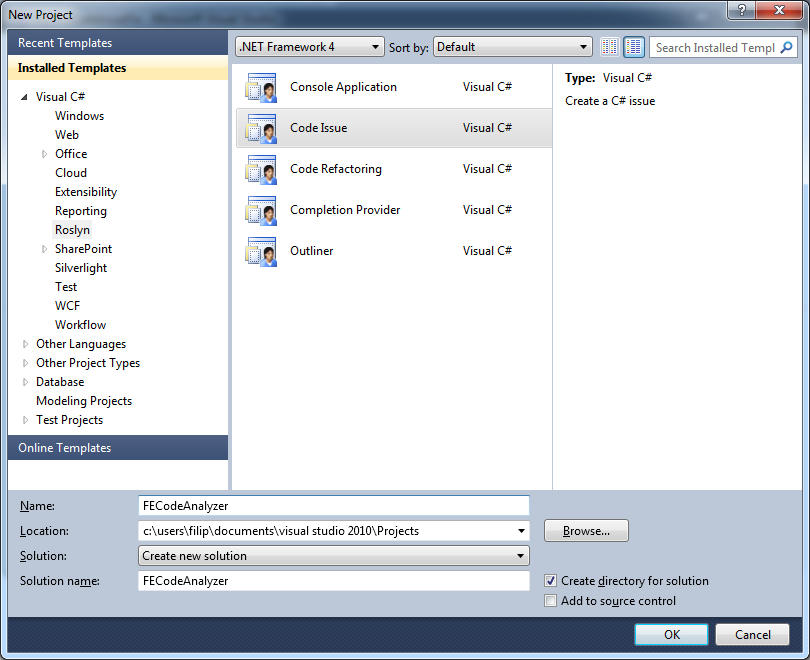 New Project
Recent Templates
Installed Templates
Visual C#
Windows
Web
Office
Cloud
Extensibility
Reporting
Roslyn
SharePoint
Silverlight
Test
WCF
Workflow
Other Languages
Other Project Types
Database
Modeling Projects
Test Projects
Online Templates
.NET Framework 4 Sort by: Default Search Installed Templ
Console Application Visual C#
Code Issue Visual C#
Code Refactoring Visual C#
Completion Provider Visual C#
Outliner Visual C#
Type: Visual C#
Create a C# issue
Name: FECodeAnalyzer
Location: c:\users\filip\documents\visual studio 2010\Projects Browse...
Solution: Create new solution
Solution name: FECodeAnalyzer
Create directory for solution
Add to source control
OK Cancel